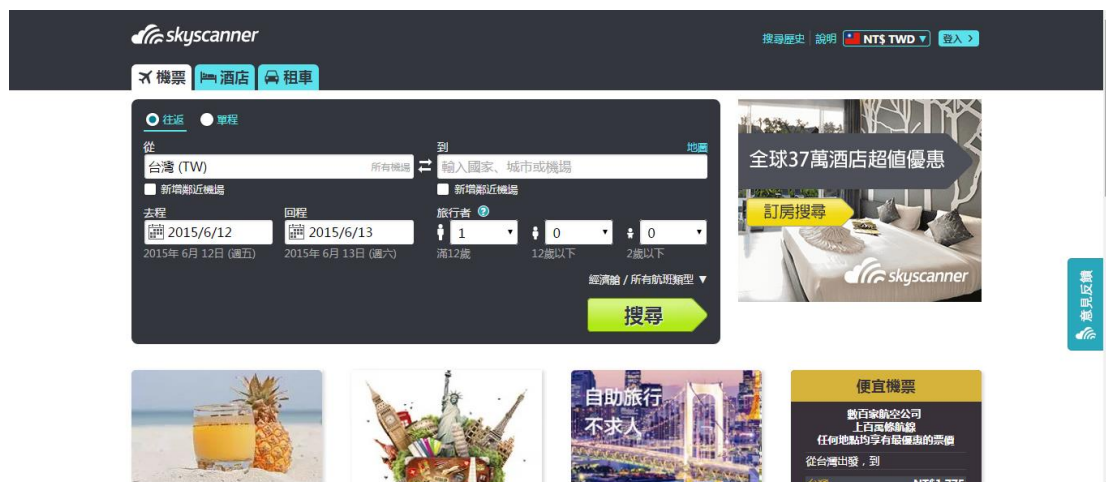 skyscanner
搜尋歷史 說明 NT$ TWD ▼ 登入 >
機票 酒店 租車
往返 單程
從 到 地圖
台灣 (TW) 所有機場 輸入國家、城市或機場
新增鄰近機場 新增鄰近機場
去程 回程 旅行者
2015/6/12 2015/6/13 1 0 0
2015年 6月 12日 (週五) 2015年 6月 13日 (週六) 滿12歲 12歲以下 2歲以下
經濟艙 / 所有航班類型 ▼
搜尋
全球37萬酒店超值優惠
訂房搜尋
skyscanner
意見反饋
自助旅行
不求人
便宜機票
數百家航空公司
上百萬條航線
任何地點均享有最優惠的票價
從台灣出發，到
NT$1,775